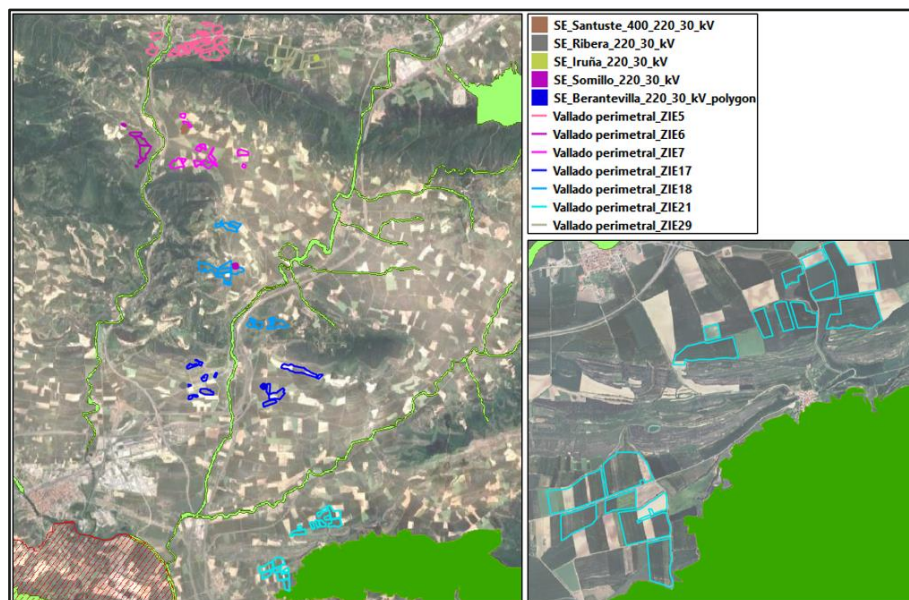 SE_Santuste_400_220_30_kV
SE_Ribera_220_30_kV
SE_Iruña_220_30_kV
SE_Somillo_220_30_kV
SE_Berantevilla_220_30_kV_polygon
Vallado perimetral_ZIE5
Vallado perimetral_ZIE6
Vallado perimetral_ZIE7
Vallado perimetral_ZIE17
Vallado perimetral_ZIE18
Vallado perimetral_ZIE21
Vallado perimetral_ZIE29